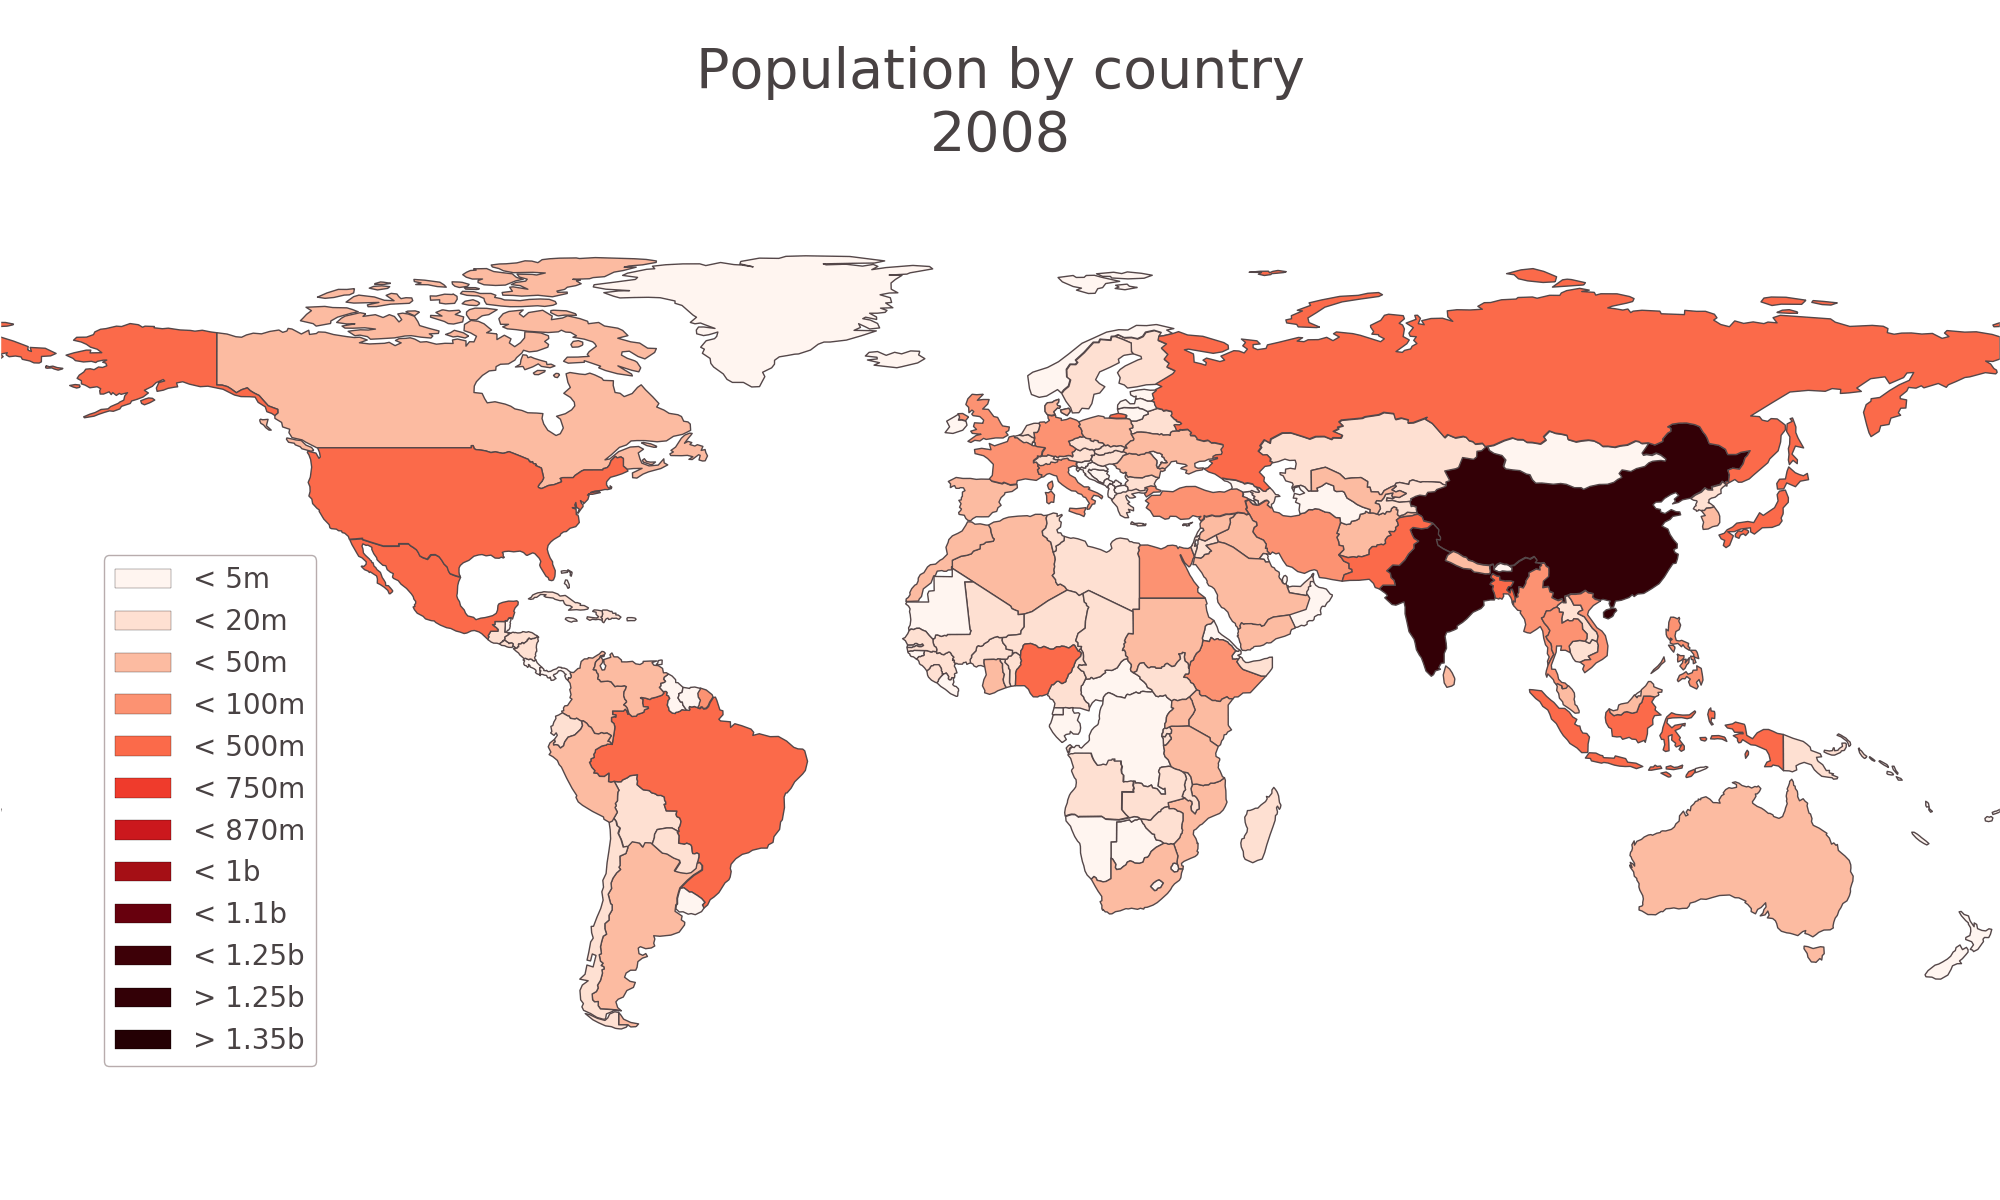 Population by country
2008
< 5m
< 20m
< 50m
< 100m
< 500m
< 750m
< 870m
< 1b
< 1.1b
< 1.25b
> 1.25b
> 1.35b